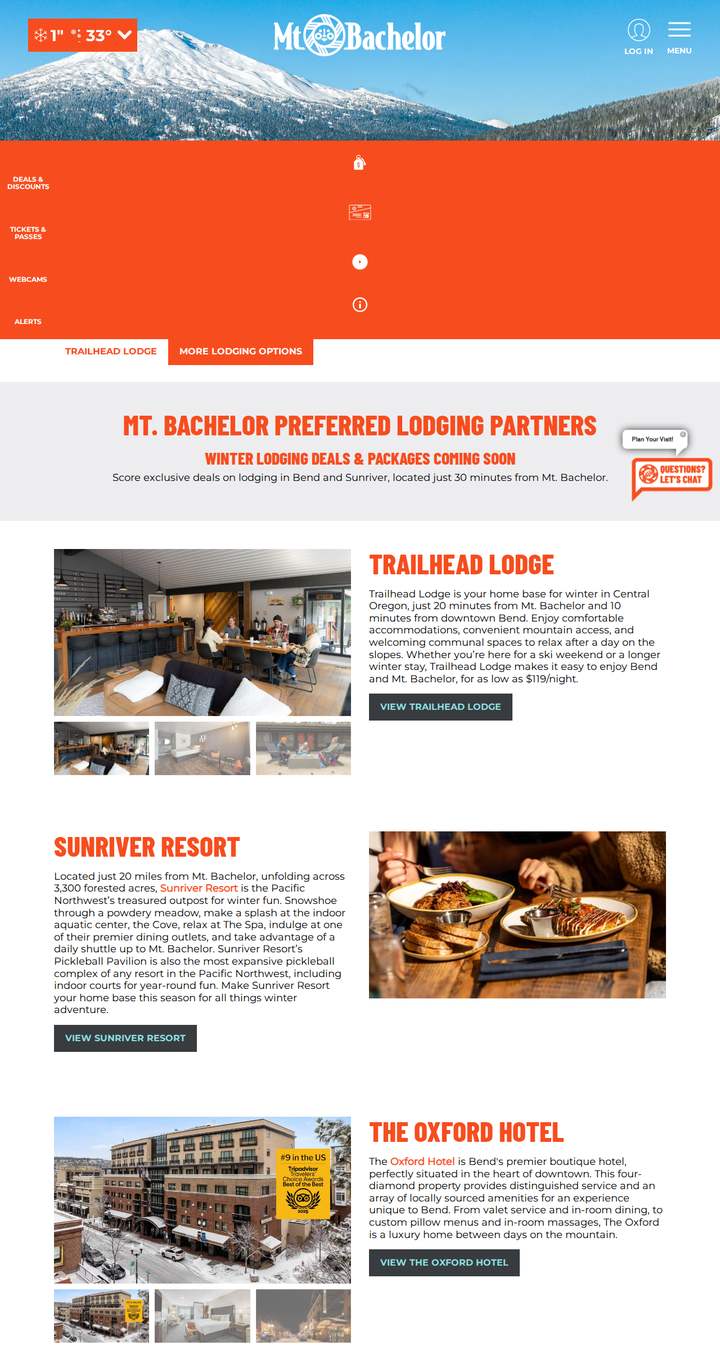 1" 33°
Mt Bachelor
LOG IN
MENU
DEALS &
DISCOUNTS
TICKETS &
PASSES
WEBCAMS
ALERTS
TRAILHEAD LODGE
MORE LODGING OPTIONS
MT. BACHELOR PREFERRED LODGING PARTNERS
WINTER LODGING DEALS & PACKAGES COMING SOON
Score exclusive deals on lodging in Bend and Sunriver, located just 30 minutes from Mt. Bachelor.
Plan Your Visit!
QUESTIONS?
LET'S CHAT
TRAILHEAD LODGE
Trailhead Lodge is your home base for winter in Central
Oregon, just 20 minutes from Mt. Bachelor and 10
minutes from downtown Bend. Enjoy comfortable
accommodations, convenient mountain access, and
welcoming communal spaces to relax after a day on the
slopes. Whether you're here for a ski weekend or a longer
winter stay, Trailhead Lodge makes it easy to enjoy Bend
and Mt. Bachelor, for as low as $119/night.
VIEW TRAILHEAD LODGE
SUNRIVER RESORT
Located just 20 miles from Mt. Bachelor, unfolding across
3,300 forested acres, Sunriver Resort is the Pacific
Northwest's treasured outpost for winter fun. Snowshoe
through a powdery meadow, make a splash at the indoor
aquatic center, the Cove, relax at The Spa, indulge at one
of their premier dining outlets, and take advantage of a
daily shuttle up to Mt. Bachelor. Sunriver Resort's
Pickleball Pavilion is also the most expansive pickleball
complex of any resort in the Pacific Northwest, including
indoor courts for year-round fun. Make Sunriver Resort
your home base this season for all things winter
adventure.
VIEW SUNRIVER RESORT
#9 in the US
Tripadvisor
Travelers'
Choice Awards
Best of the Best
2025
THE OXFORD HOTEL
The Oxford Hotel is Bend's premier boutique hotel,
perfectly situated in the heart of downtown. This four-
diamond property provides distinguished service and an
array of locally sourced amenities for an experience
unique to Bend. From valet service and in-room dining, to
custom pillow menus and in-room massages, The Oxford
is a luxury home between days on the mountain.
VIEW THE OXFORD HOTEL